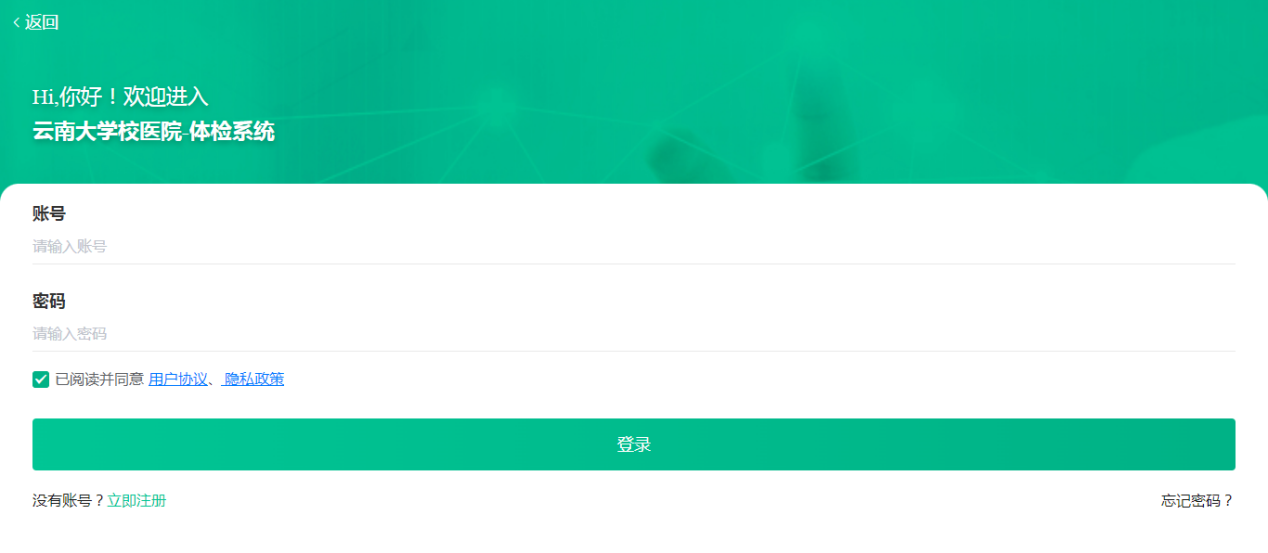 返回
Hi,你好！欢迎进入
云南大学校医院-体检系统
账号
请输入账号
密码
请输入密码
已阅读并同意 用户协议、 隐私政策
登录
没有账号？立即注册
忘记密码？